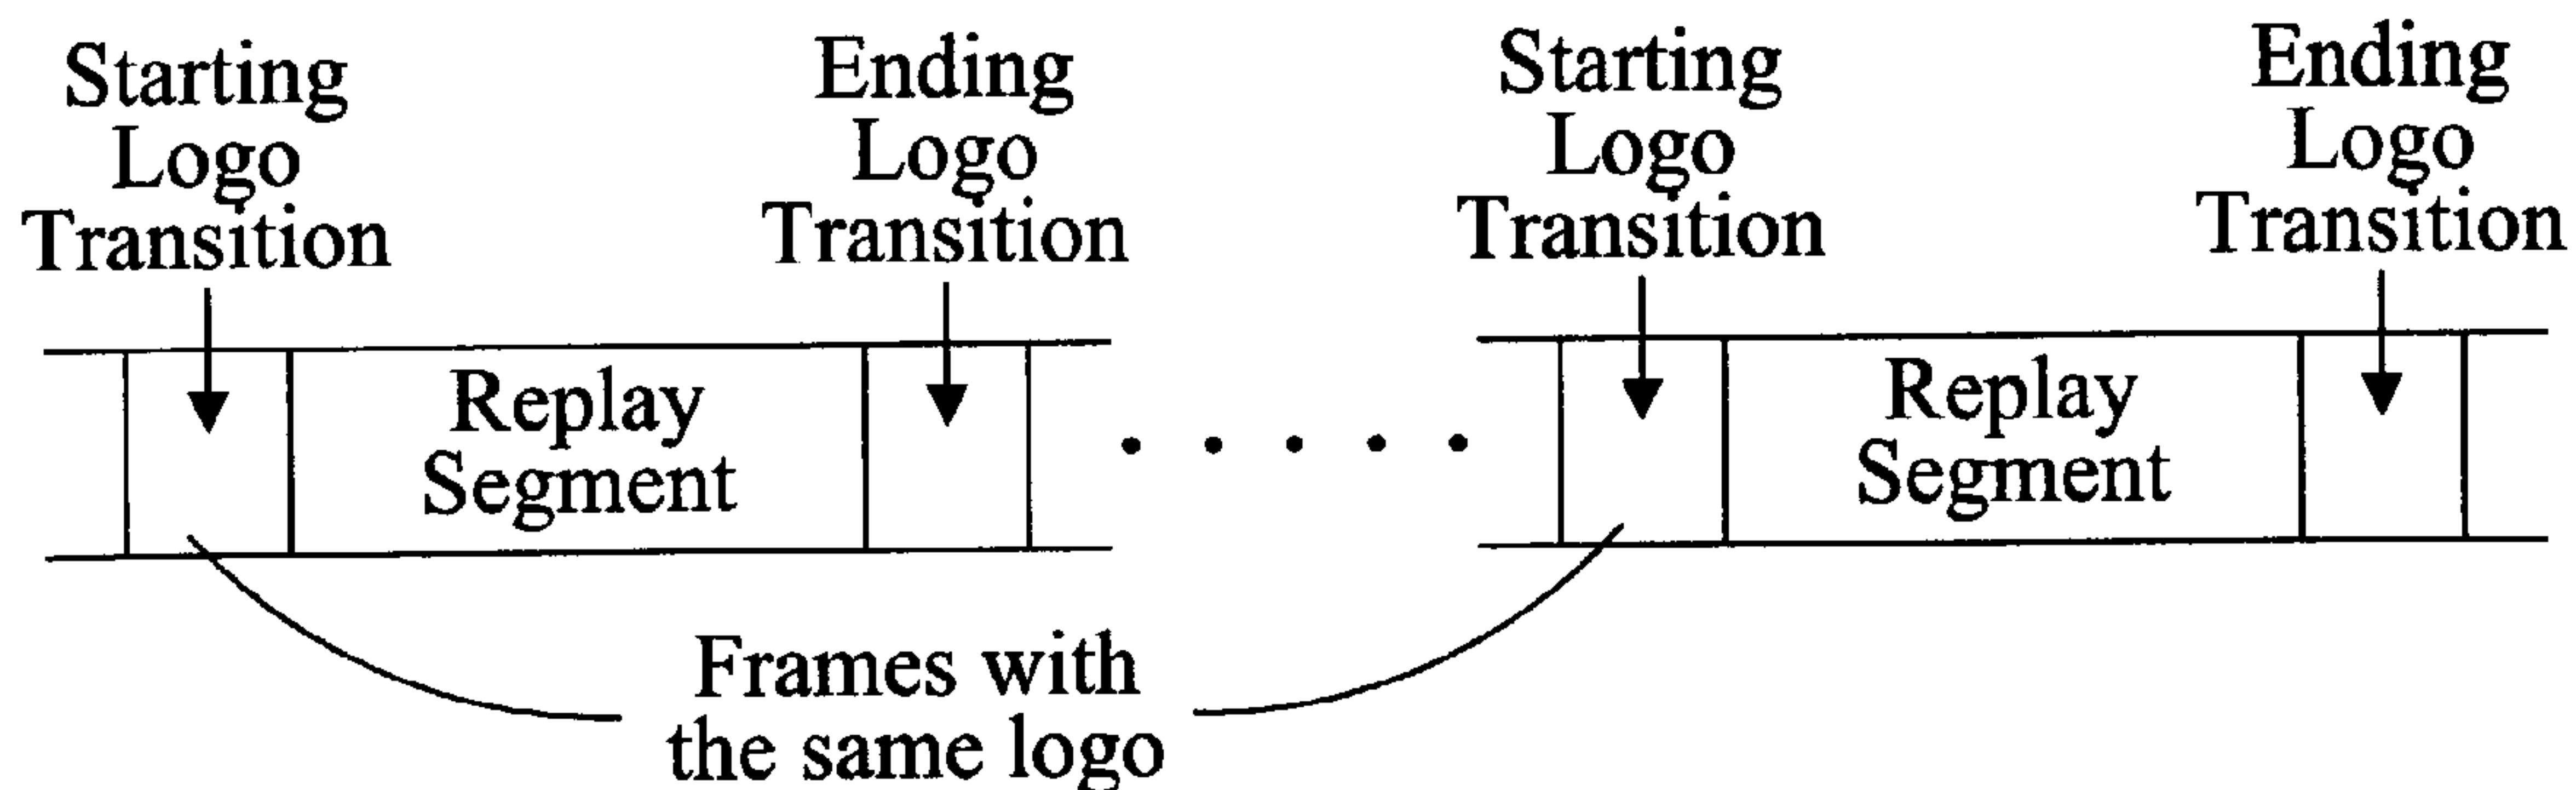 Starting
Logo
Transition
Ending
Logo
Transition
Starting
Logo
Transition
Ending
Logo
Transition
Replay
Segment
Replay
Segment
Frames with
the same logo